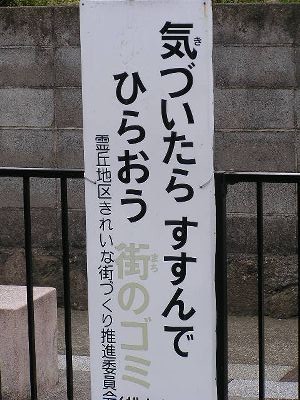 気づいたら すすんで
ひらおう 街のゴミ
霊丘地区きれいな街づくり推進委員会